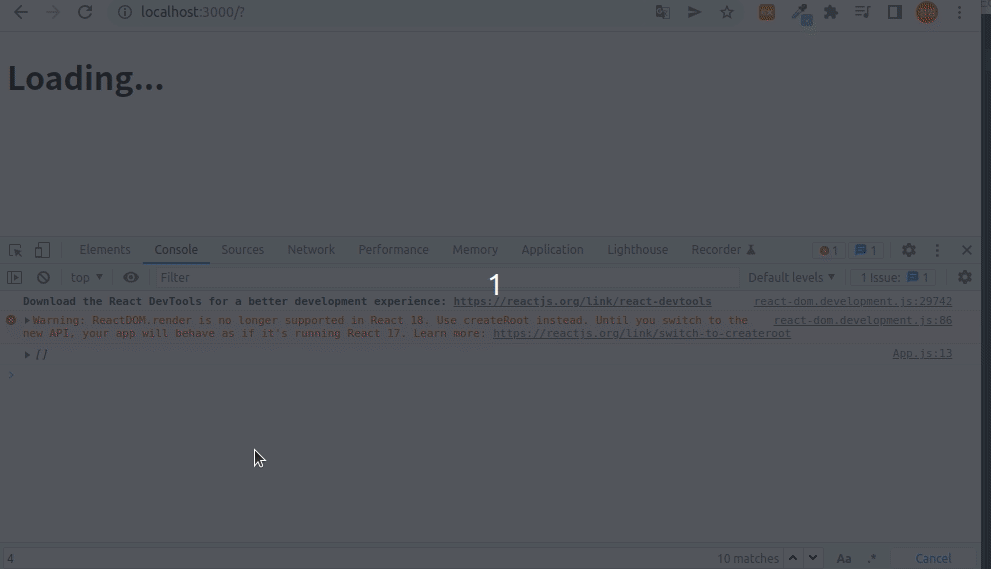 localhost:3000/?
Loading...
Elements Console Sources Network Performance Memory Application Lighthouse Recorder 1 1
top Filter Default levels 1 Issue: 1
1
Download the React DevTools for a better development experience: https://reactjs.org/link/react-devtools react-dom.development.js:29742
Warning: ReactDOM.render is no longer supported in React 18. Use createRoot instead. Until you switch to the react-dom.development.js:86
new API, your app will behave as if it's running React 17. Learn more: https://reactjs.org/link/switch-to-createroot
App.js:13
4 10 matches Aa .* Cancel